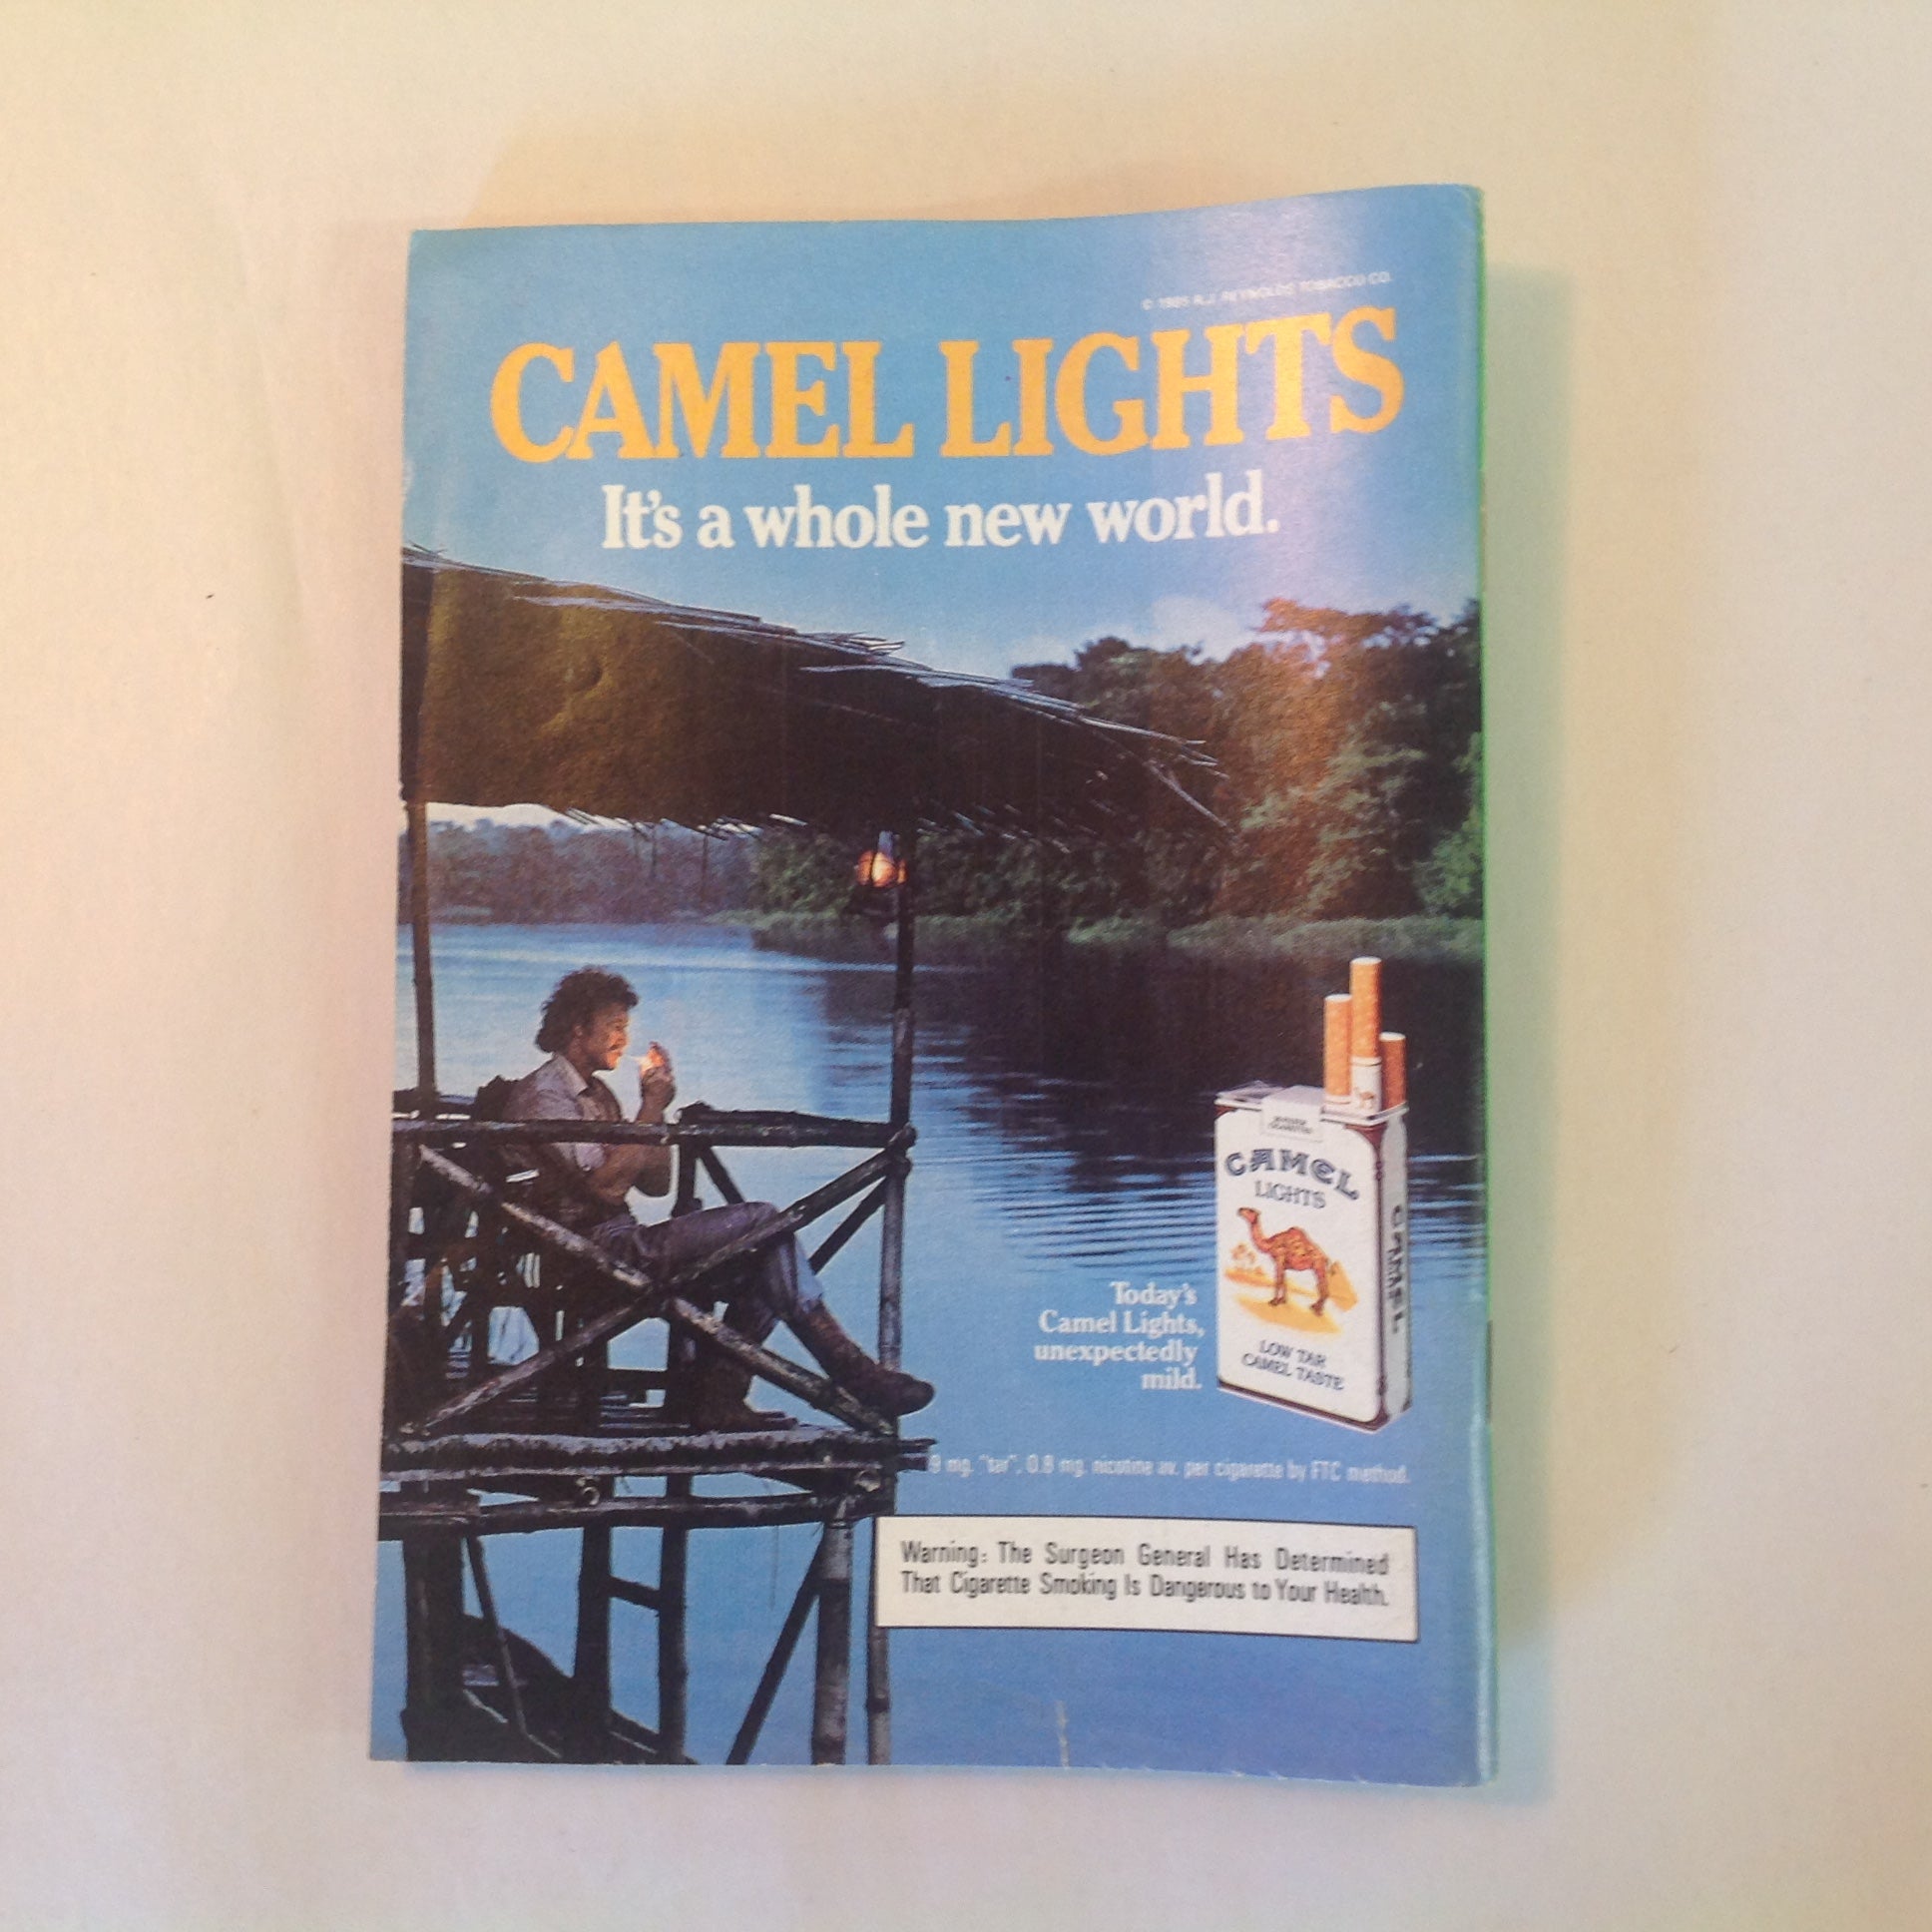 © 1985 R.J. REYNOLDS TOBACCO CO.
CAMEL LIGHTS
It's a whole new world.
CAMEL
LIGHTS
CAMEL
LOW TAR
CAMEL TASTE
Today's
Camel Lights,
unexpectedly
mild.
9 mg. "tar", 0.8 mg. nicotine av. per cigarette by FTC method.
Warning: The Surgeon General Has Determined
That Cigarette Smoking Is Dangerous to Your Health.